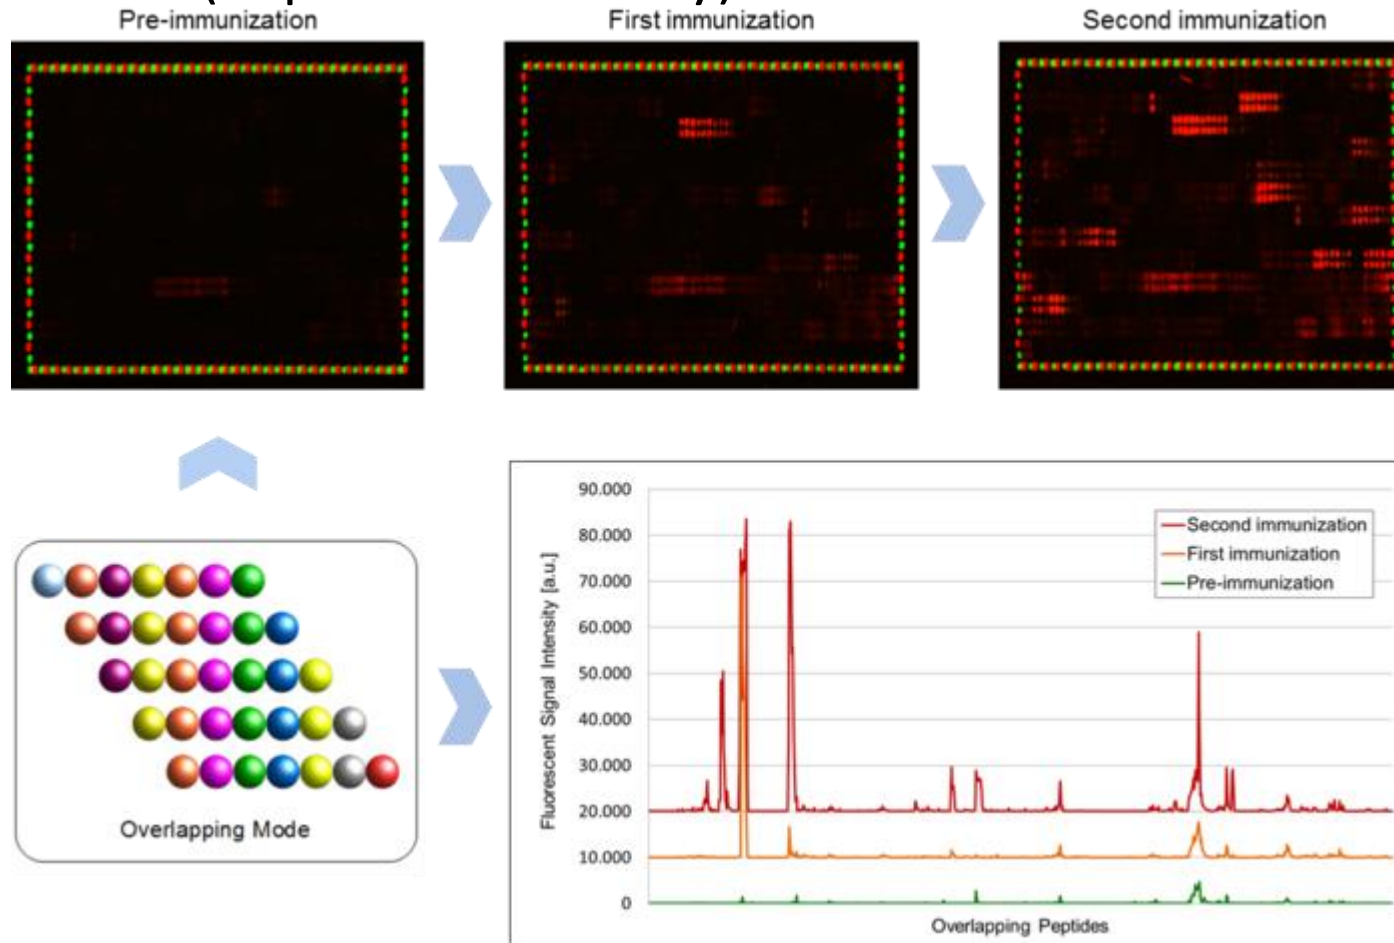 Pre-immunization
First immunization
Second immunization
Overlapping Mode
Fluorescent Signal Intensity [a.u.]
90.000
80.000
70.000
60.000
50.000
40.000
30.000
20.000
10.000
0
Second immunization
First immunization
Pre-immunization
Overlapping Peptides